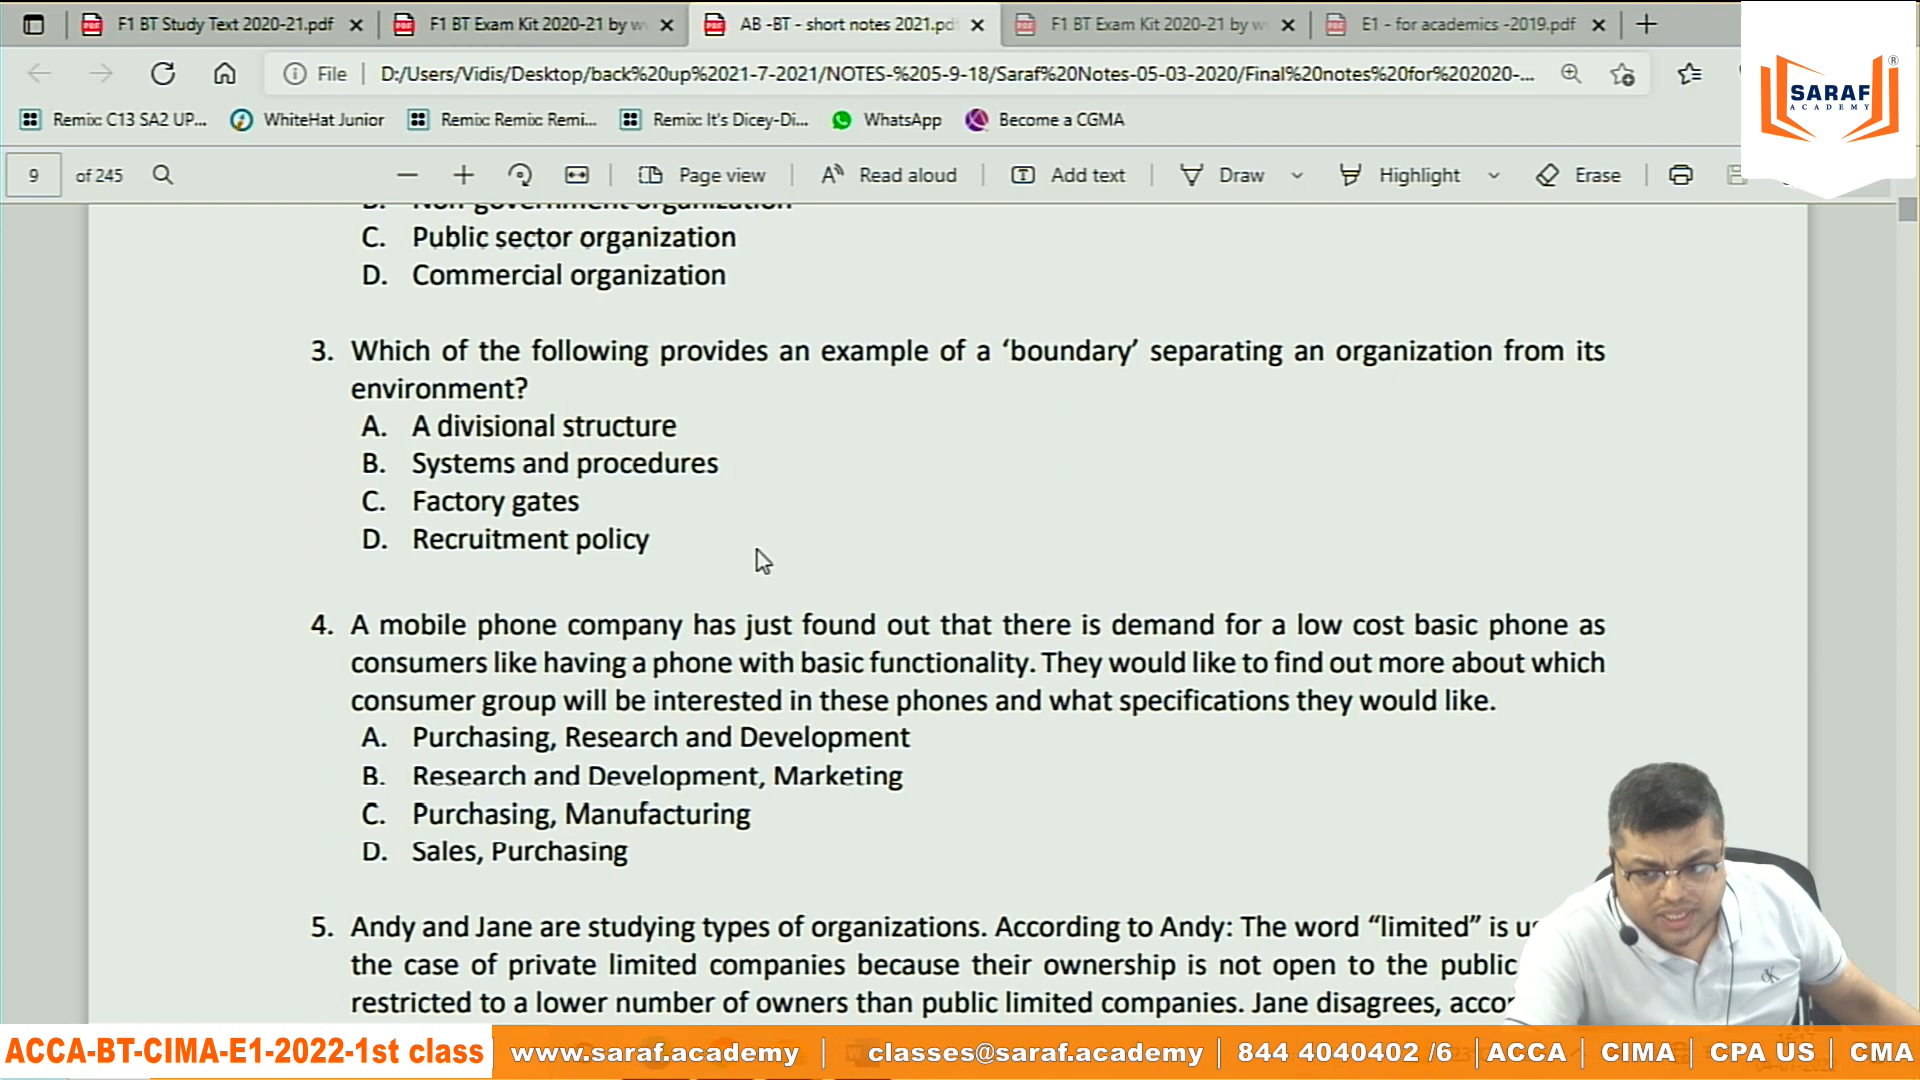 F1 BT Study Text 2020-21.pdf
F1 BT Exam Kit 2020-21 by w
AB -BT - short notes 2021.pd
F1 BT Exam Kit 2020-21 by w
E1 - for academics -2019.pdf
File D:/Users/Vidis/Desktop/back%20up%2021-7-2021/NOTES-%205-9-18/Saraf%20Notes-05-03-2020/Final%20notes%20for%202020-...
SARAF
ACADEMY
Remix: C13 SA2 UP...
WhiteHat Junior
Remix: Remix: Remi...
Remix: It's Dicey-Di...
WhatsApp
Become a CGMA
9 of 245
Page view
Read aloud
Add text
Draw
Highlight
Erase
B. Non-government organization
C. Public sector organization
D. Commercial organization
3. Which of the following provides an example of a ‘boundary’ separating an organization from its
environment?
A. A divisional structure
B. Systems and procedures
C. Factory gates
D. Recruitment policy
4. A mobile phone company has just found out that there is demand for a low cost basic phone as
consumers like having a phone with basic functionality. They would like to find out more about which
consumer group will be interested in these phones and what specifications they would like.
A. Purchasing, Research and Development
B. Research and Development, Marketing
C. Purchasing, Manufacturing
D. Sales, Purchasing
5. Andy and Jane are studying types of organizations. According to Andy: The word “limited” is
the case of private limited companies because their ownership is not open to the public
restricted to a lower number of owners than public limited companies. Jane disagrees,
ACCA-BT-CIMA-E1-2022-1st class
www.saraf.academy | classes@saraf.academy | 844 4040402 /6 | ACCA | CIMA | CPA US | CMA